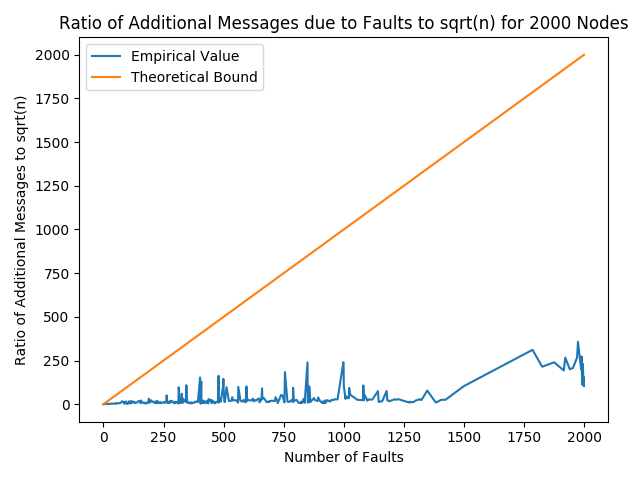 Ratio of Additional Messages due to Faults to sqrt(n) for 2000 Nodes
Empirical Value
Theoretical Bound
Ratio of Additional Messages to sqrt(n)
2000
1750
1500
1250
1000
750
500
250
0
0 250 500 750 1000 1250 1500 1750 2000
Number of Faults